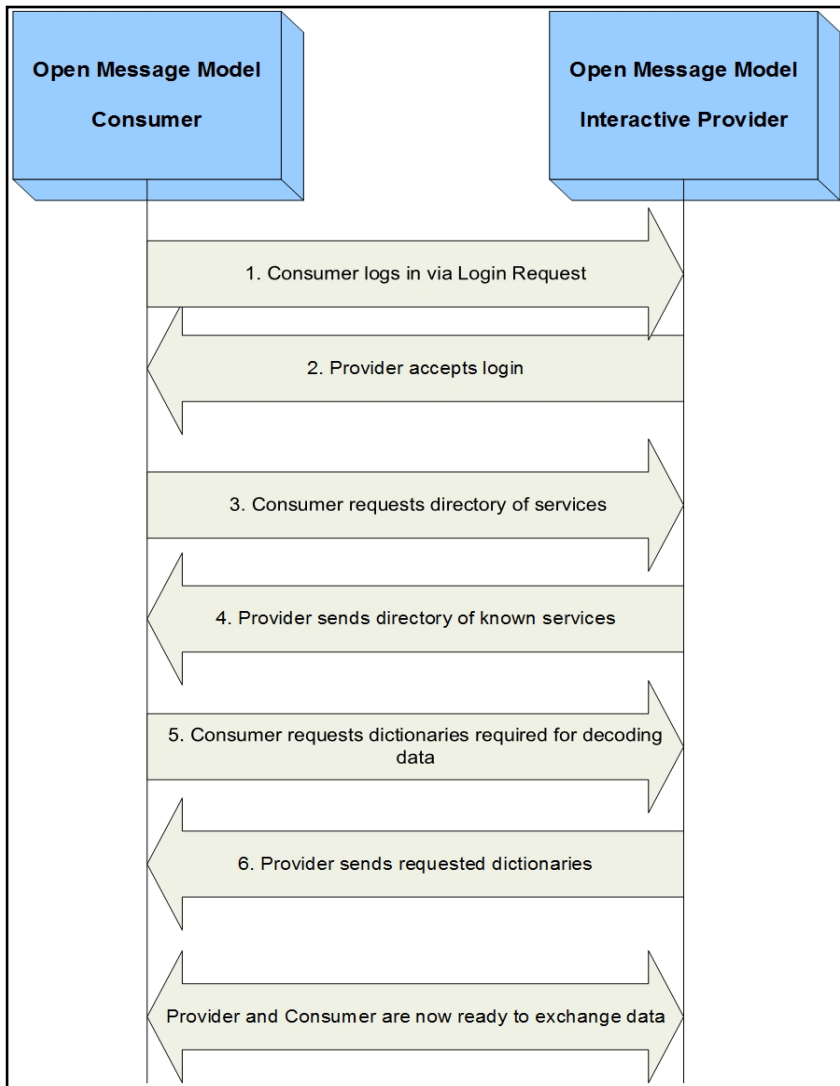 Open Message Model
Consumer
Open Message Model
Interactive Provider
1. Consumer logs in via Login Request
2. Provider accepts login
3. Consumer requests directory of services
4. Provider sends directory of known services
5. Consumer requests dictionaries required for decoding
data
6. Provider sends requested dictionaries
Provider and Consumer are now ready to exchange data